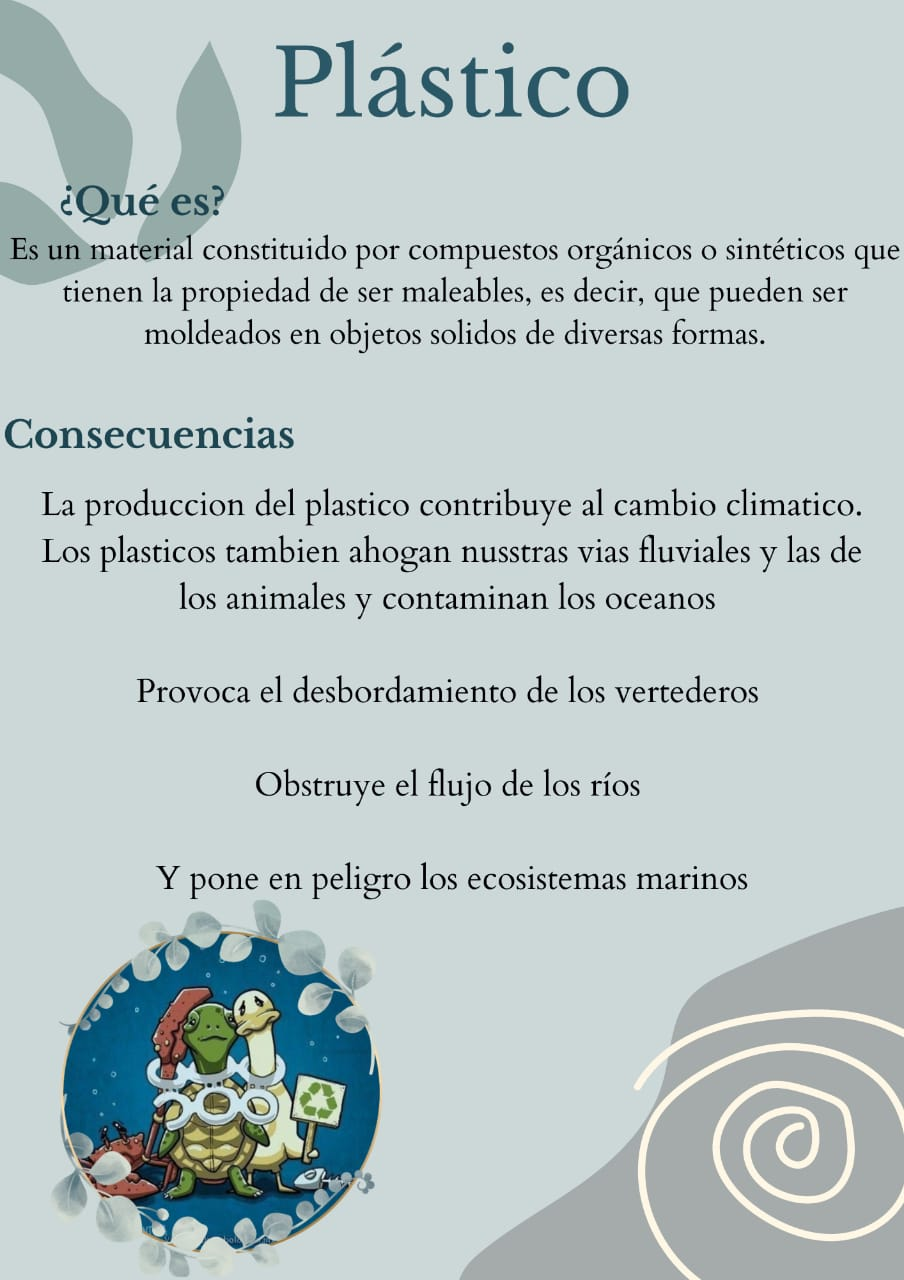 Plástico
¿Qué es?
Es un material constituido por compuestos orgánicos o sintéticos que
tienen la propiedad de ser maleables, es decir, que pueden ser
moldeados en objetos solidos de diversas formas.
Consecuencias
La produccion del plastico contribuye al cambio climatico.
Los plasticos tambien ahogan nusstras vias fluviales y las de
los animales y contaminan los oceanos
Provoca el desbordamiento de los vertederos
Obstruye el flujo de los ríos
Y pone en peligro los ecosistemas marinos